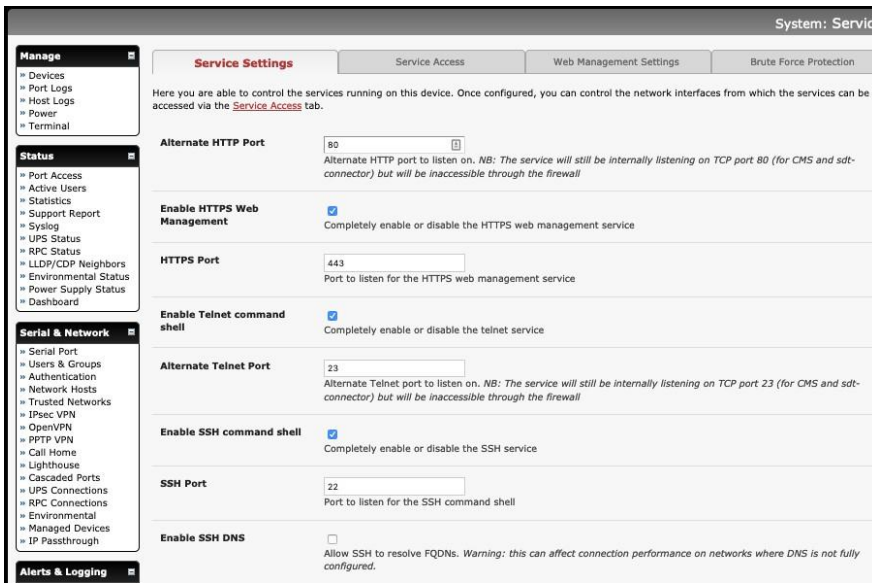 System: Servic
Manage
» Devices
» Port Logs
» Host Logs
» Power
» Terminal
Status
» Port Access
» Active Users
» Statistics
» Support Report
» Syslog
» UPS Status
» RPC Status
» LLDP/CDP Neighbors
» Environmental Status
» Power Supply Status
» Dashboard
Serial & Network
» Serial Port
» Users & Groups
» Authentication
» Network Hosts
» Trusted Networks
» IPsec VPN
» OpenVPN
» PPTP VPN
» Call Home
» Lighthouse
» Cascaded Ports
» UPS Connections
» RPC Connections
» Environmental
» Managed Devices
» IP Passthrough
Alerts & Logging
Service Settings
Service Access
Web Management Settings
Brute Force Protection
Here you are able to control the services running on this device. Once configured, you can control the network interfaces from which the services can be
accessed via the Service Access tab.
Alternate HTTP Port
80
Alternate HTTP port to listen on. NB: The service will still be internally listening on TCP port 80 (for CMS and sdt-
connector) but will be inaccessible through the firewall
Enable HTTPS Web
Management
Completely enable or disable the HTTPS web management service
HTTPS Port
443
Port to listen for the HTTPS web management service
Enable Telnet command
shell
Completely enable or disable the telnet service
Alternate Telnet Port
23
Alternate Telnet port to listen on. NB: The service will still be internally listening on TCP port 23 (for CMS and sdt-
connector) but will be inaccessible through the firewall
Enable SSH command shell
Completely enable or disable the SSH service
SSH Port
22
Port to listen for the SSH command shell
Enable SSH DNS
Allow SSH to resolve FQDNs. Warning: this can affect connection performance on networks where DNS is not fully
configured.